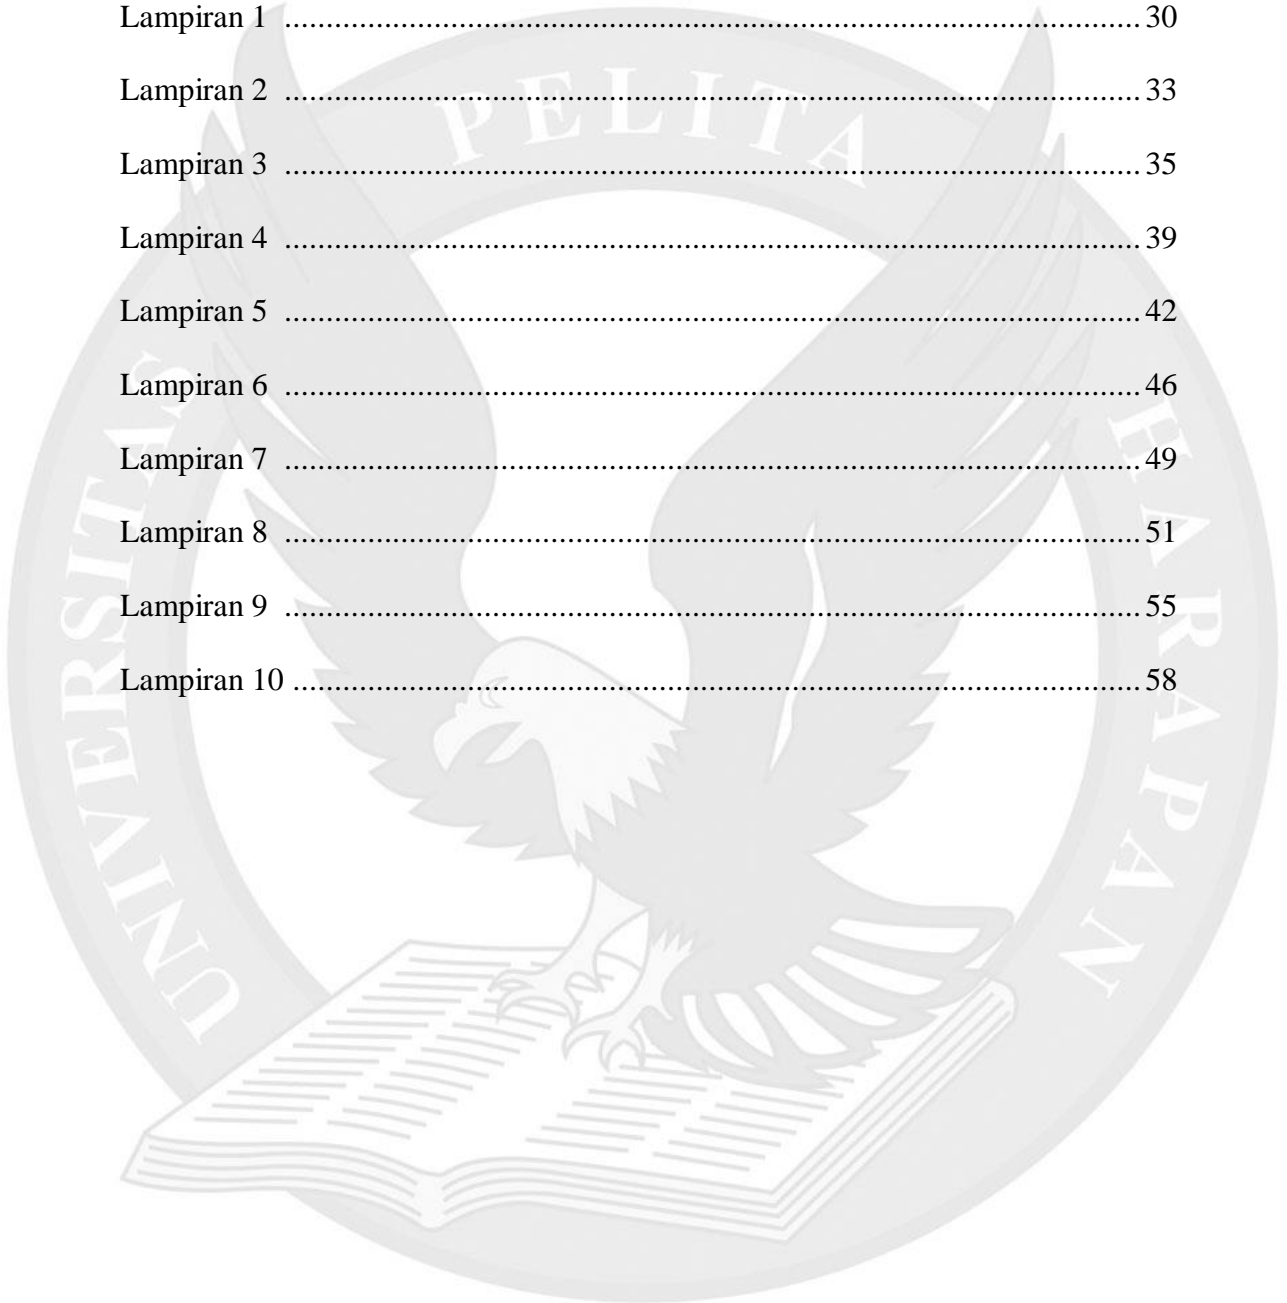 Lampiran 1 ........................................................................................................ 30
Lampiran 2 ........................................................................................................ 33
Lampiran 3 ........................................................................................................ 35
Lampiran 4 ........................................................................................................ 39
Lampiran 5 ........................................................................................................ 42
Lampiran 6 ........................................................................................................ 46
Lampiran 7 ........................................................................................................ 49
Lampiran 8 ........................................................................................................ 51
Lampiran 9 ........................................................................................................ 55
Lampiran 10 ....................................................................................................... 58
UNIVERSITAS PELITA HARAPAN